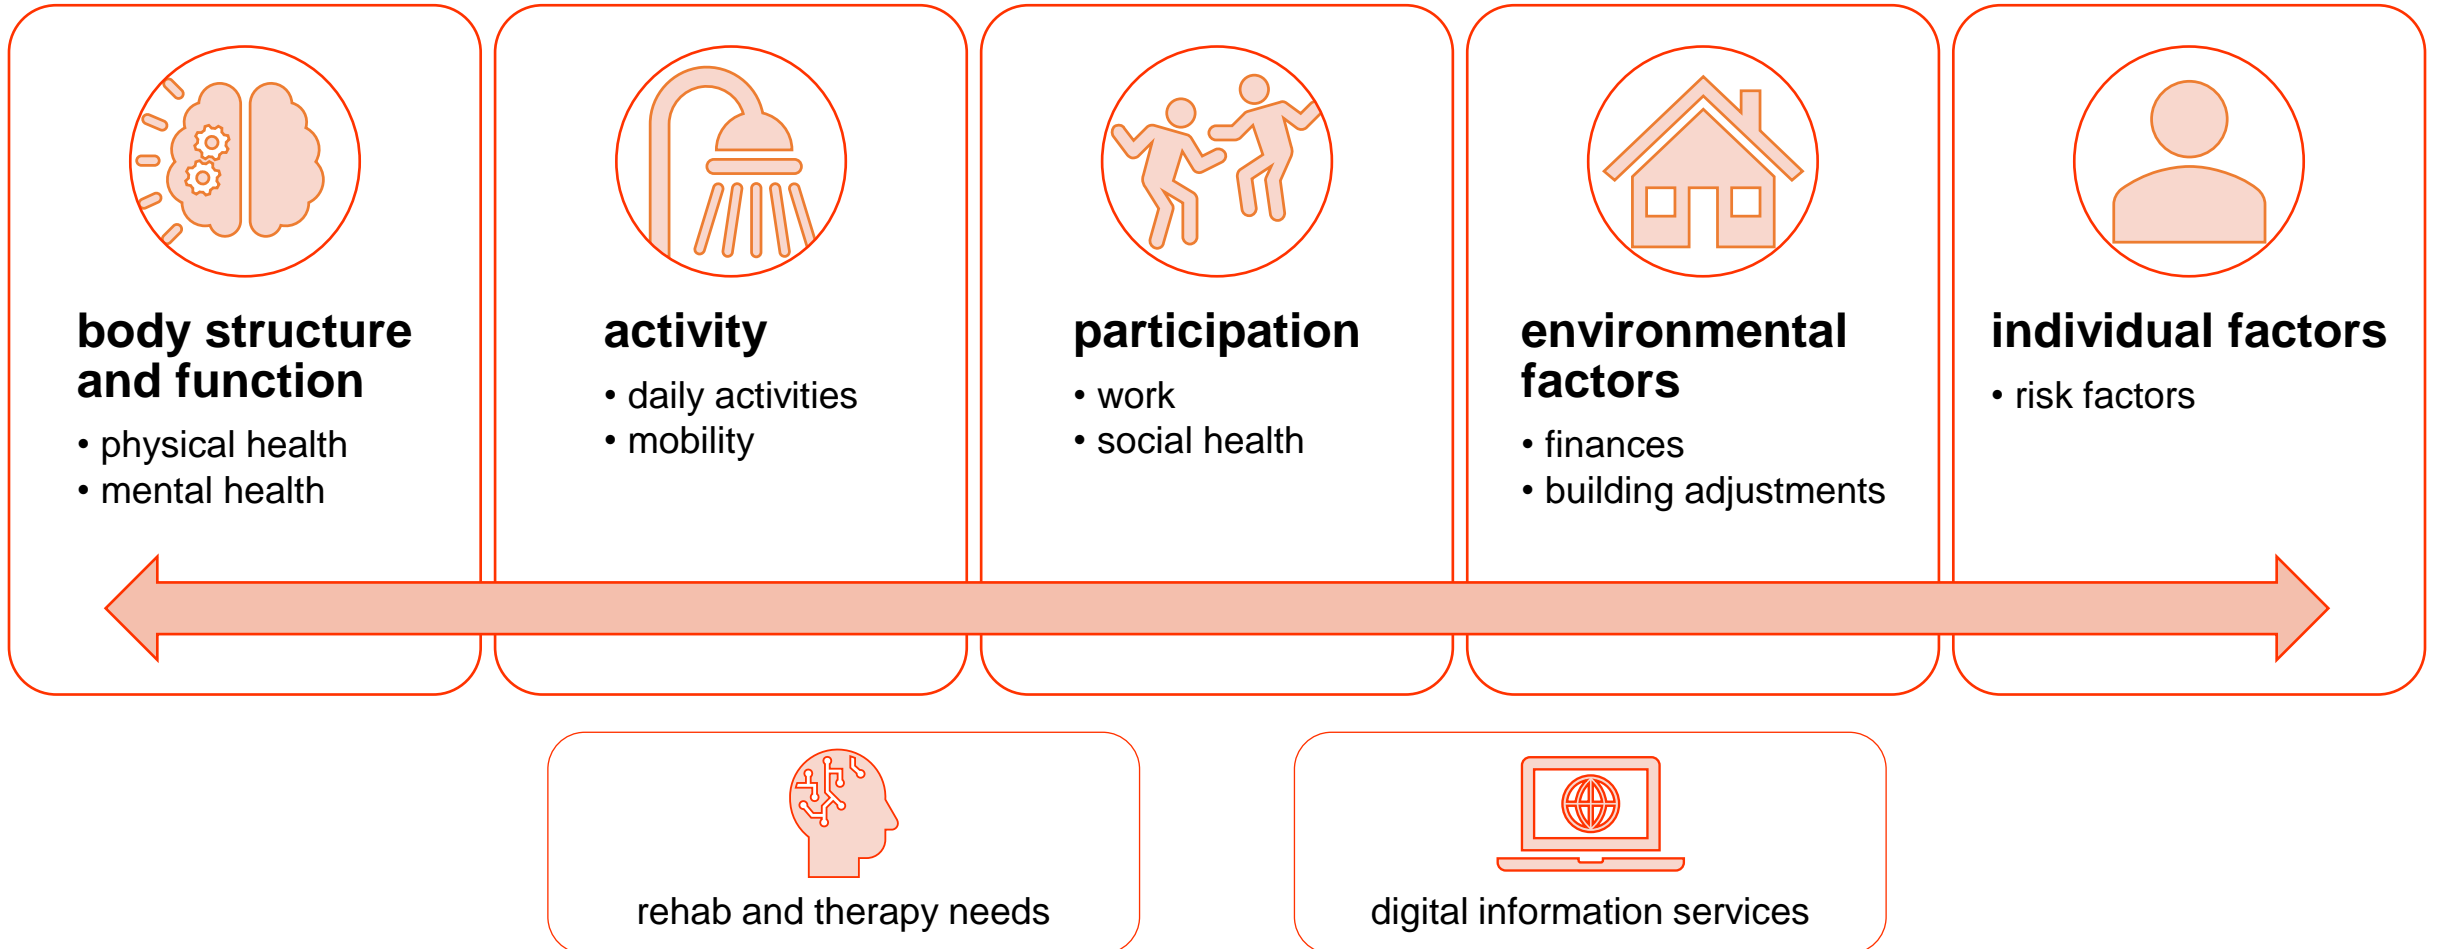 body structure
and function
• physical health
• mental health
activity
• daily activities
• mobility
participation
• work
• social health
environmental
factors
• finances
• building adjustments
individual factors
• risk factors
rehab and therapy needs
digital information services